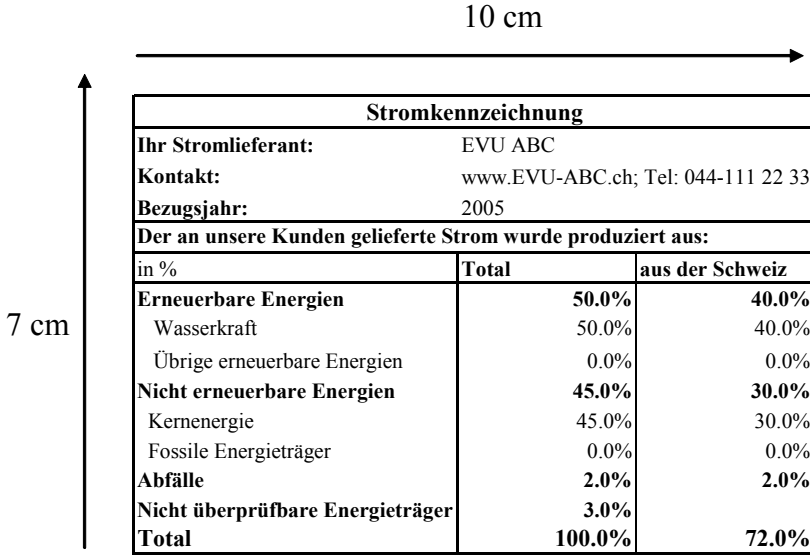 10 cm
7 cm
Stromkennzeichnung
Ihr Stromlieferant: EVU ABC
Kontakt: www.EVU-ABC.ch; Tel: 044-111 22 33
Bezugsjahr: 2005
Der an unsere Kunden gelieferte Strom wurde produziert aus:
in % Total aus der Schweiz
Erneuerbare Energien 50.0% 40.0%
Wasserkraft 50.0% 40.0%
Übrige erneuerbare Energien 0.0% 0.0%
Nicht erneuerbare Energien 45.0% 30.0%
Kernenergie 45.0% 30.0%
Fossile Energieträger 0.0% 0.0%
Abfälle 2.0% 2.0%
Nicht überprüfbare Energieträger 3.0%
Total 100.0% 72.0%